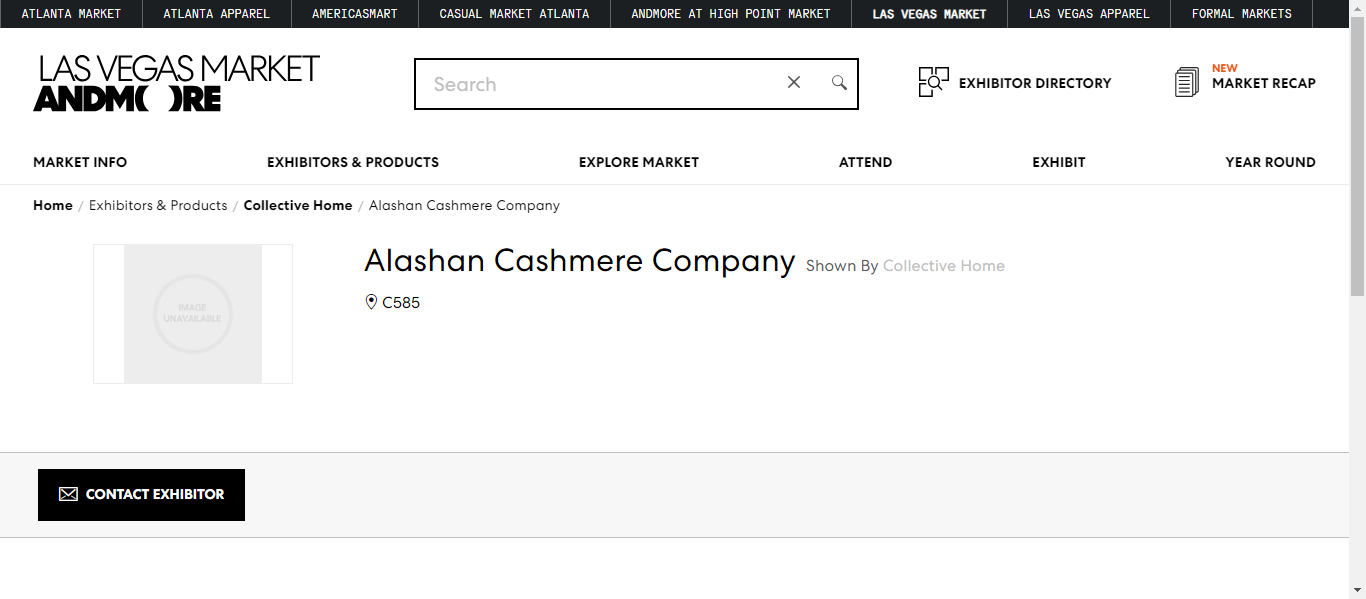 ATLANTA MARKET ATLANTA APPAREL AMERICASMART CASUAL MARKET ATLANTA ANDMORE AT HIGH POINT MARKET LAS VEGAS MARKET LAS VEGAS APPAREL FORMAL MARKETS
LAS VEGAS MARKET
ANDM( )RE
Search
EXHIBITOR DIRECTORY
NEW
MARKET RECAP
MARKET INFO EXHIBITORS & PRODUCTS EXPLORE MARKET ATTEND EXHIBIT YEAR ROUND
Home / Exhibitors & Products / Collective Home / Alashan Cashmere Company
IMAGE
UNAVAILABLE
Alashan Cashmere Company Shown By Collective Home
C585
CONTACT EXHIBITOR